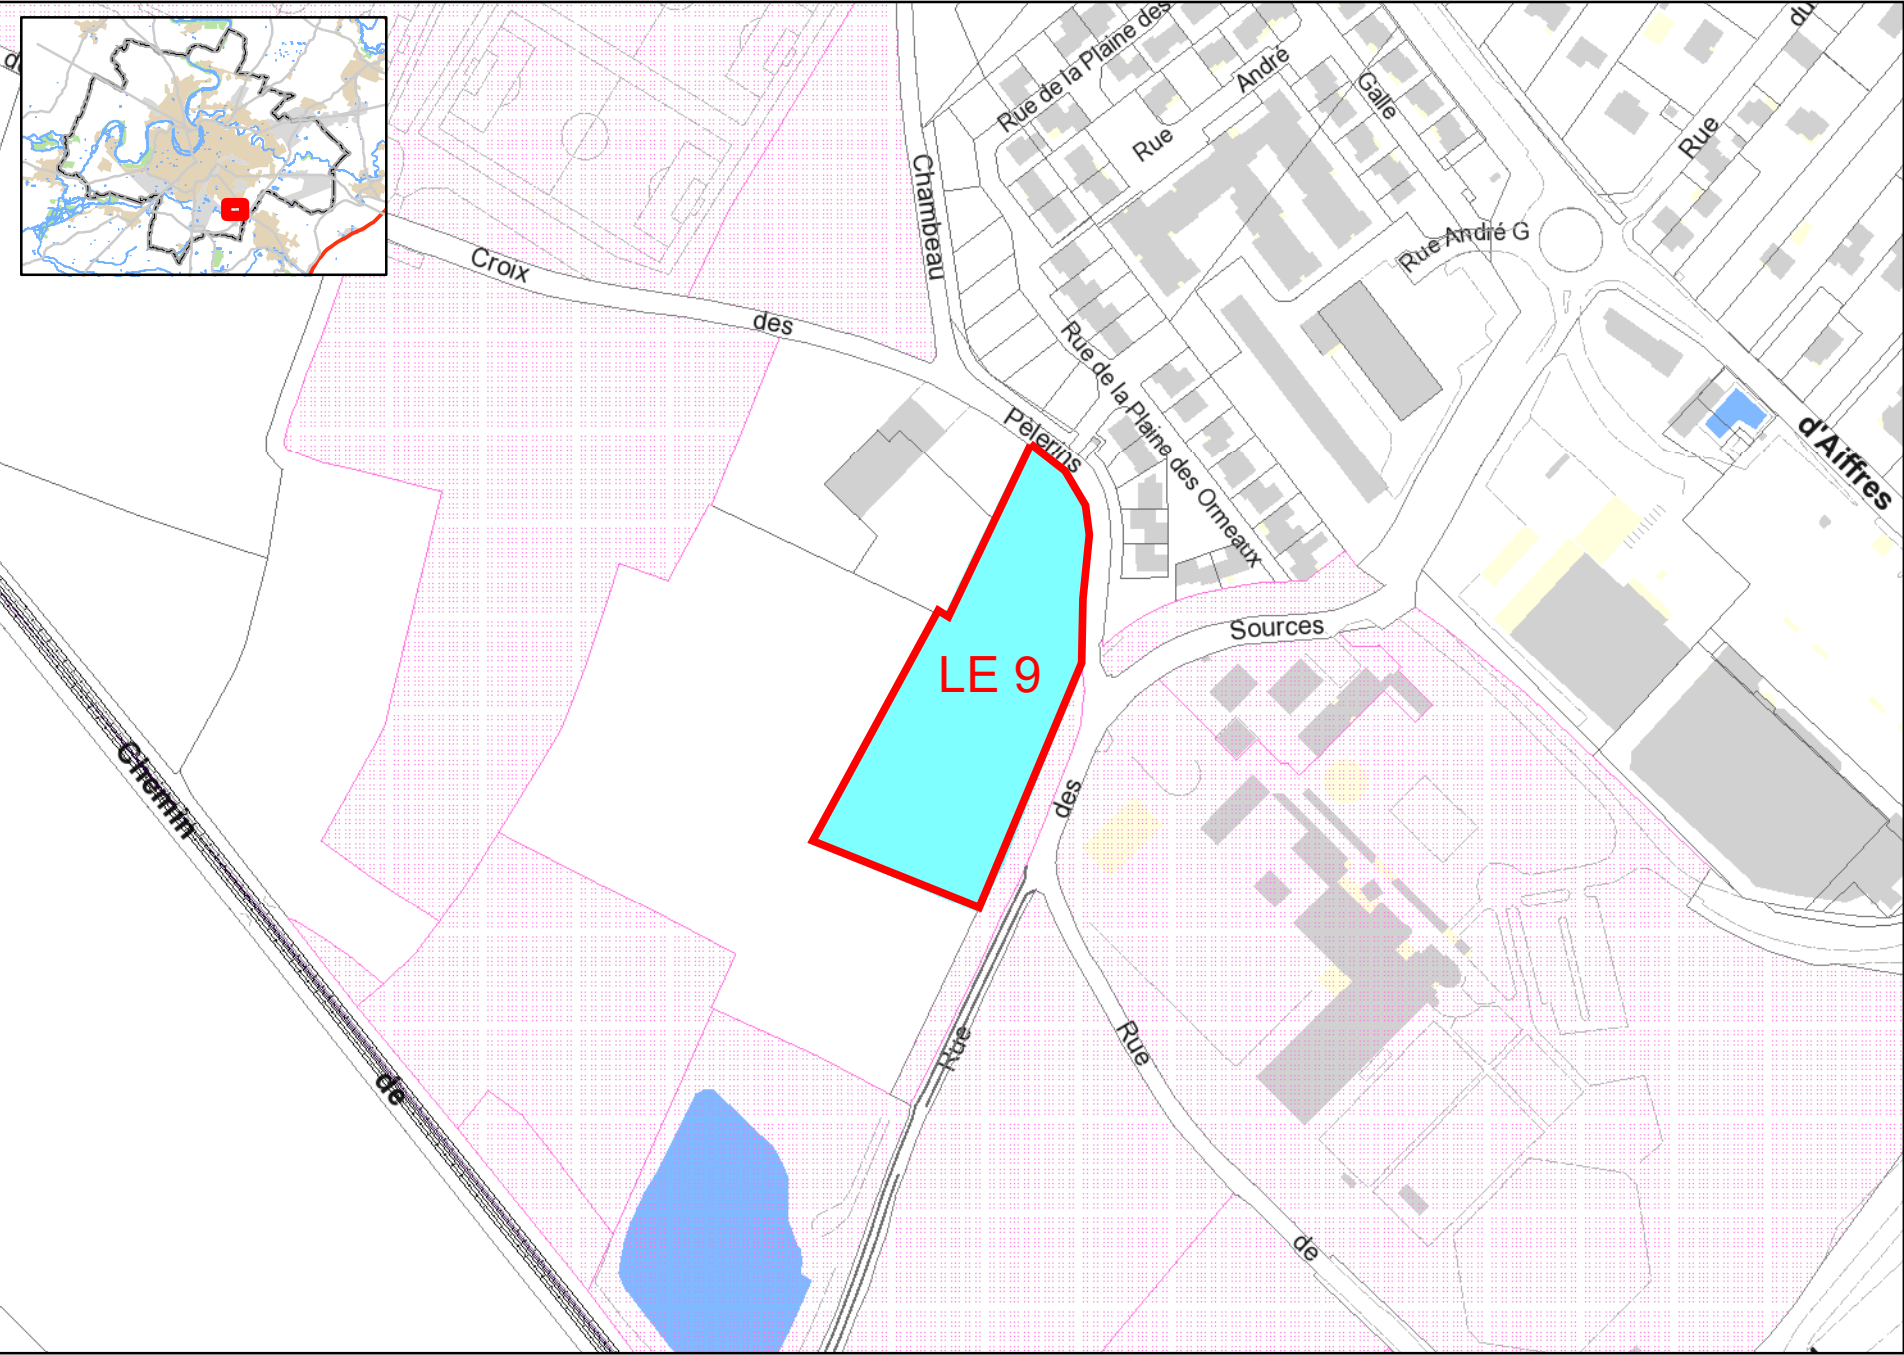 Rue de la Plaine des
André
Galle
du
Rue
Rue
Chambeau
Rue André G
Croix
des
Rue de la Plaine des Ormeaux
Pèlerins
d'Aiffres
Sources
LE 9
des
Chemin
Rue
Rue
de
de